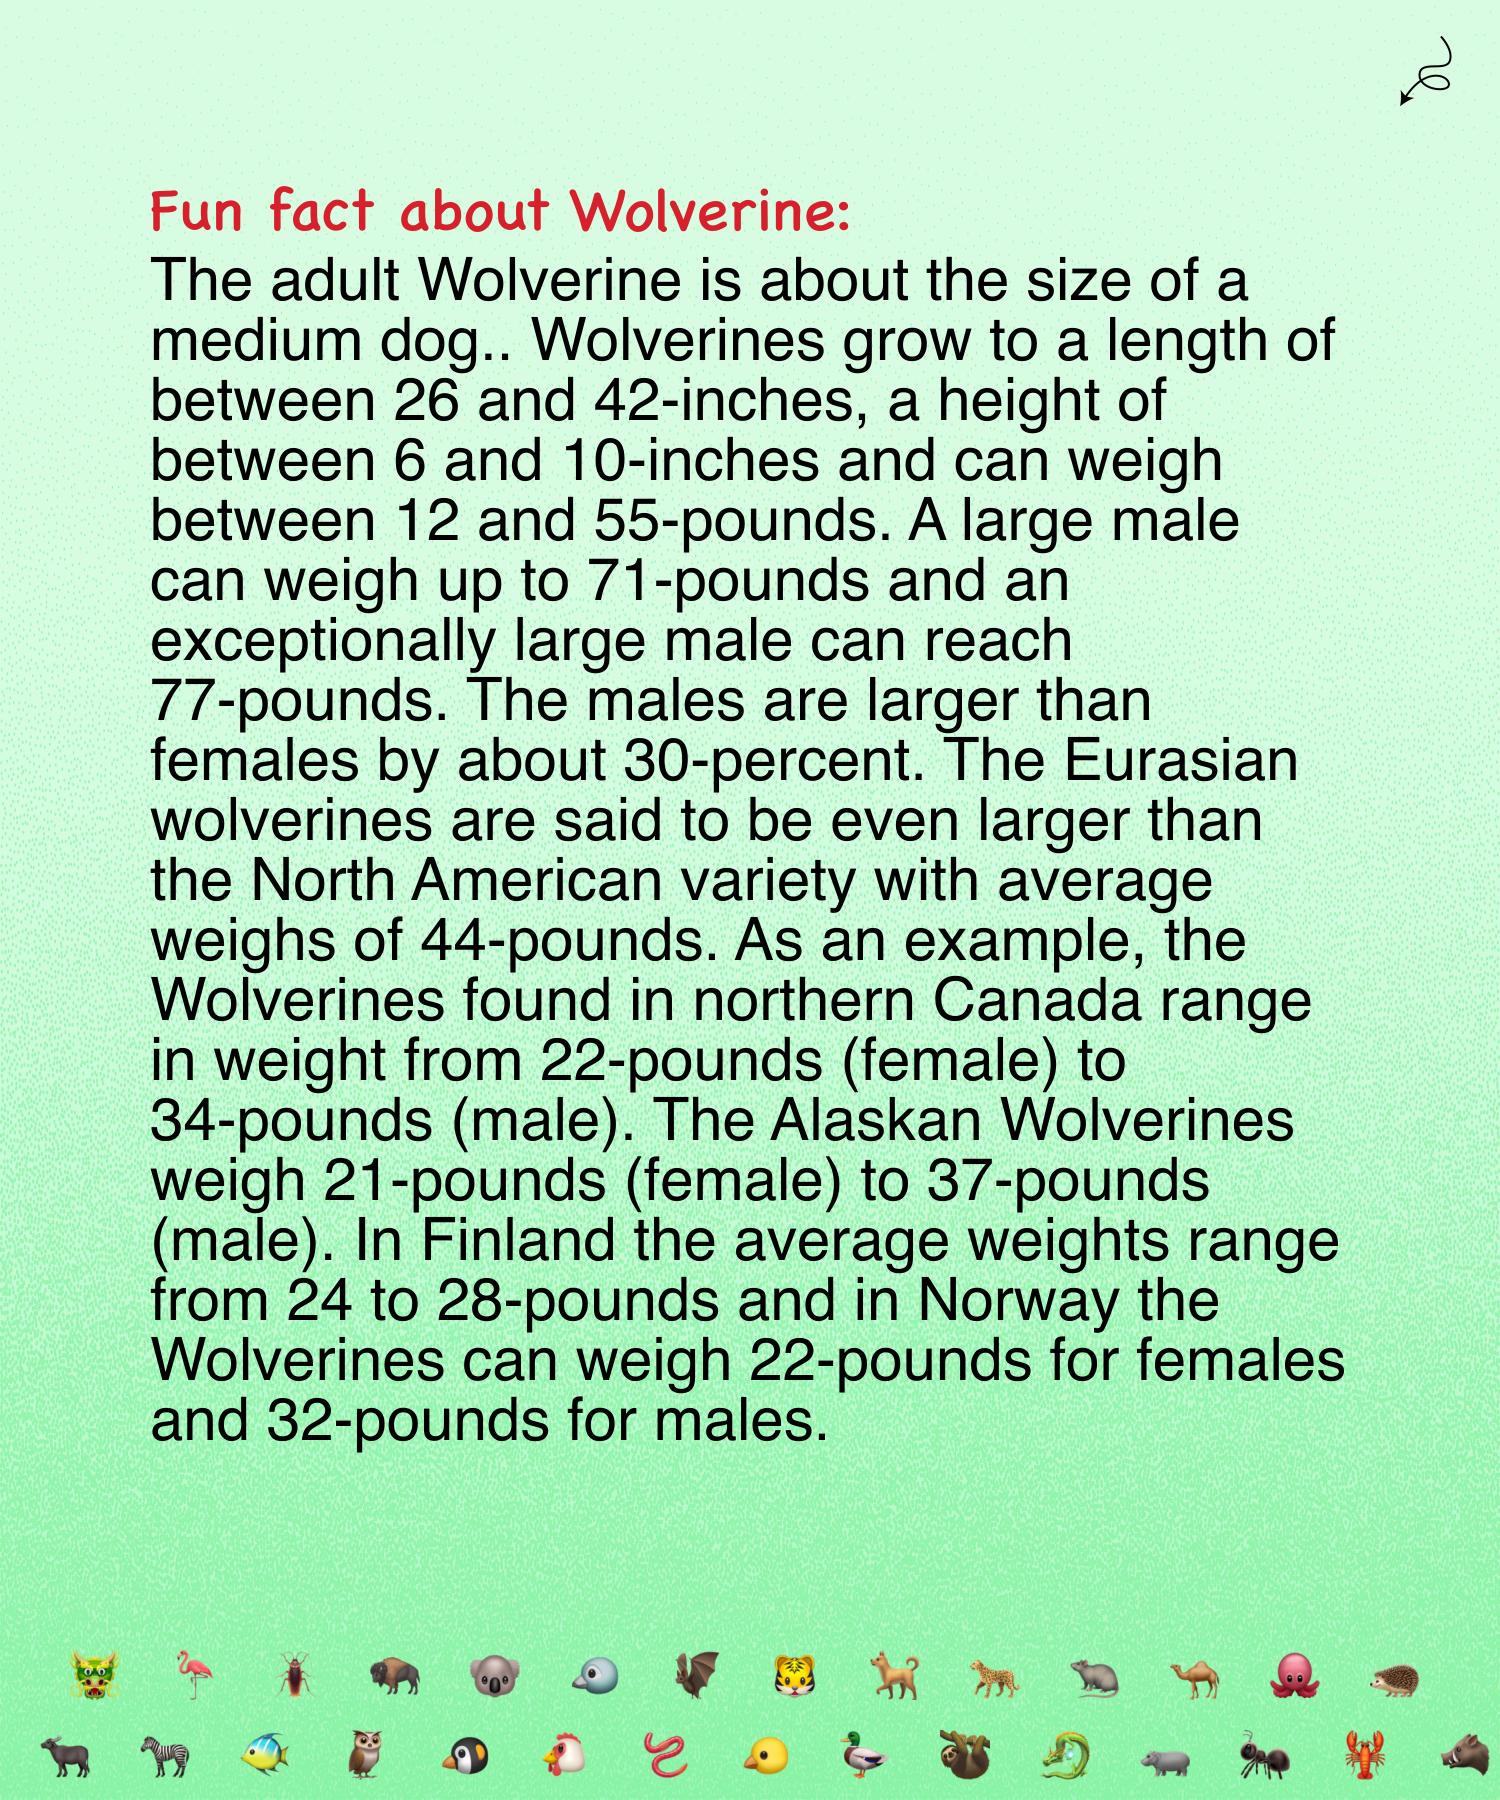 Fun fact about Wolverine:
The adult Wolverine is about the size of a
medium dog.. Wolverines grow to a length of
between 26 and 42-inches, a height of
between 6 and 10-inches and can weigh
between 12 and 55-pounds. A large male
can weigh up to 71-pounds and an
exceptionally large male can reach
77-pounds. The males are larger than
females by about 30-percent. The Eurasian
wolverines are said to be even larger than
the North American variety with average
weighs of 44-pounds. As an example, the
Wolverines found in northern Canada range
in weight from 22-pounds (female) to
34-pounds (male). The Alaskan Wolverines
weigh 21-pounds (female) to 37-pounds
(male). In Finland the average weights range
from 24 to 28-pounds and in Norway the
Wolverines can weigh 22-pounds for females
and 32-pounds for males.